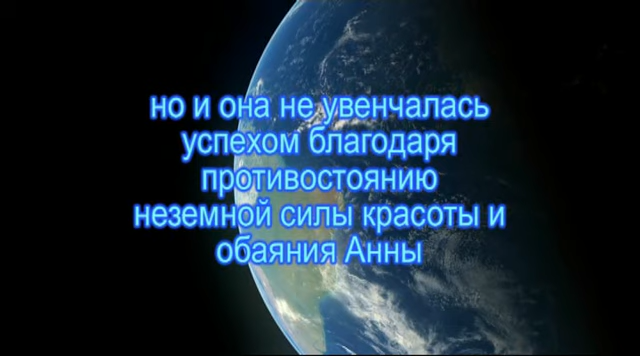 но и она не увенчалась
успехом благодаря
противостоянию
неземной силы красоты и
обаяния Анны